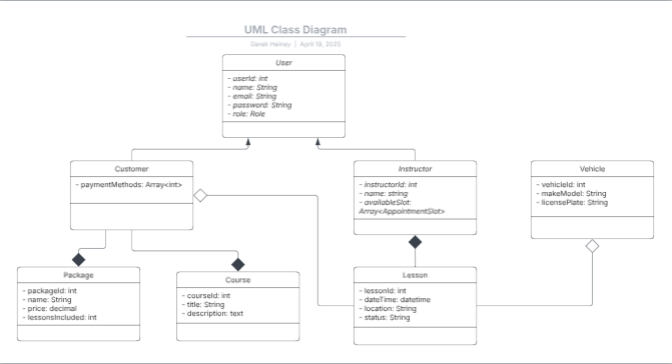 UML Class Diagram
Derek Heiney | April 19, 2025
User
- userId: int
- name: String
- email: String
- password: String
- role: Role
Customer
- paymentMethods: Array<int>
Instructor
- instructorId: int
- name: string
- availableSlot:
Array<AppointmentSlot>
Vehicle
- vehicleId: int
- makeModel: String
- licensePlate: String
Package
- packageId: int
- name: String
- price: decimal
- lessonsIncluded: int
Course
- courseId: int
- title: String
- description: text
Lesson
- lessonId: int
- dateTime: datetime
- location: String
- status: String